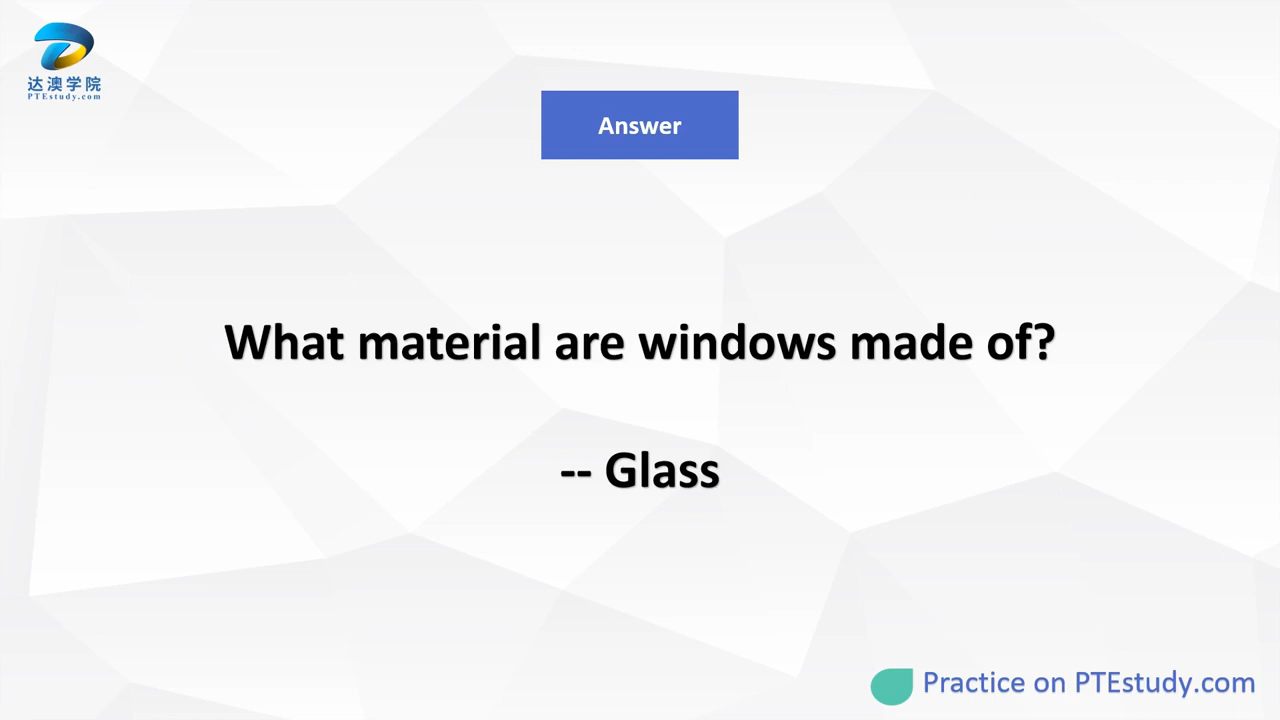 达澳学院
PTEstudy.com
Answer
What material are windows made of?
-- Glass
Practice on PTEstudy.com